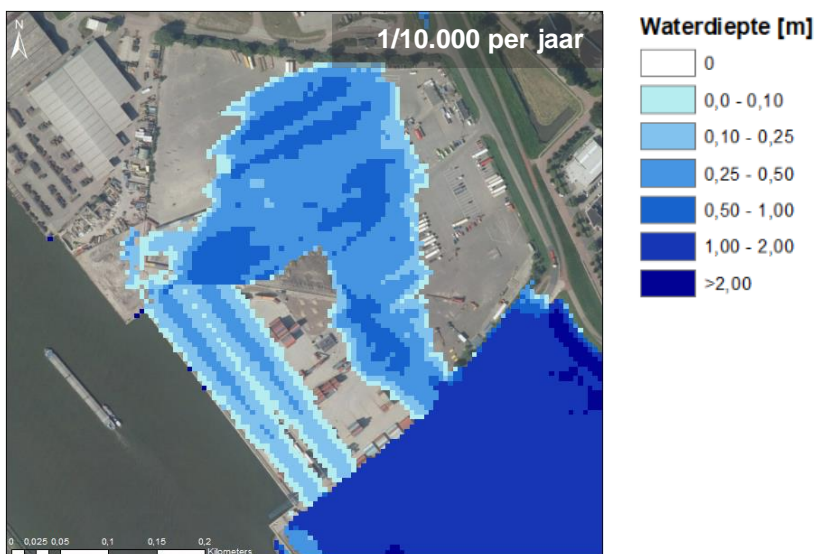 N
1/10.000 per jaar
Waterdiepte [m]
0
0,0 - 0,10
0,10 - 0,25
0,25 - 0,50
0,50 - 1,00
1,00 - 2,00
>2,00
0 0,025 0,05 0,1 0,15 0,2
Kilometers